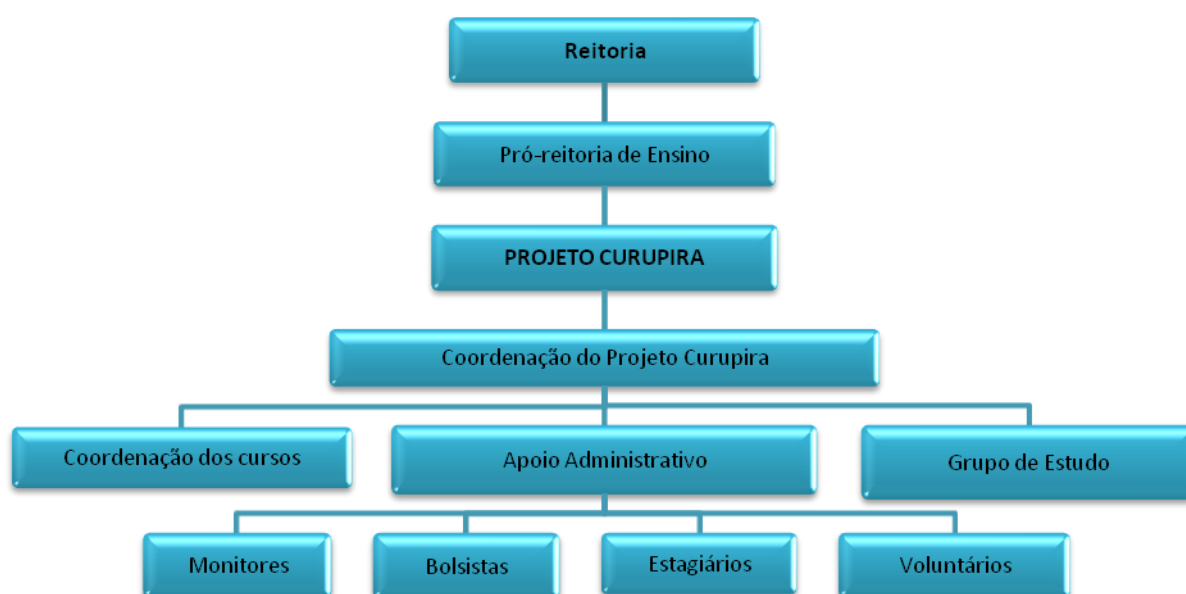 Reitoria
Pró-reitoria de Ensino
PROJETO CURUPIRA
Coordenação do Projeto Curupira
Coordenação dos cursos
Apoio Administrativo
Grupo de Estudo
Monitores
Bolsistas
Estagiários
Voluntários